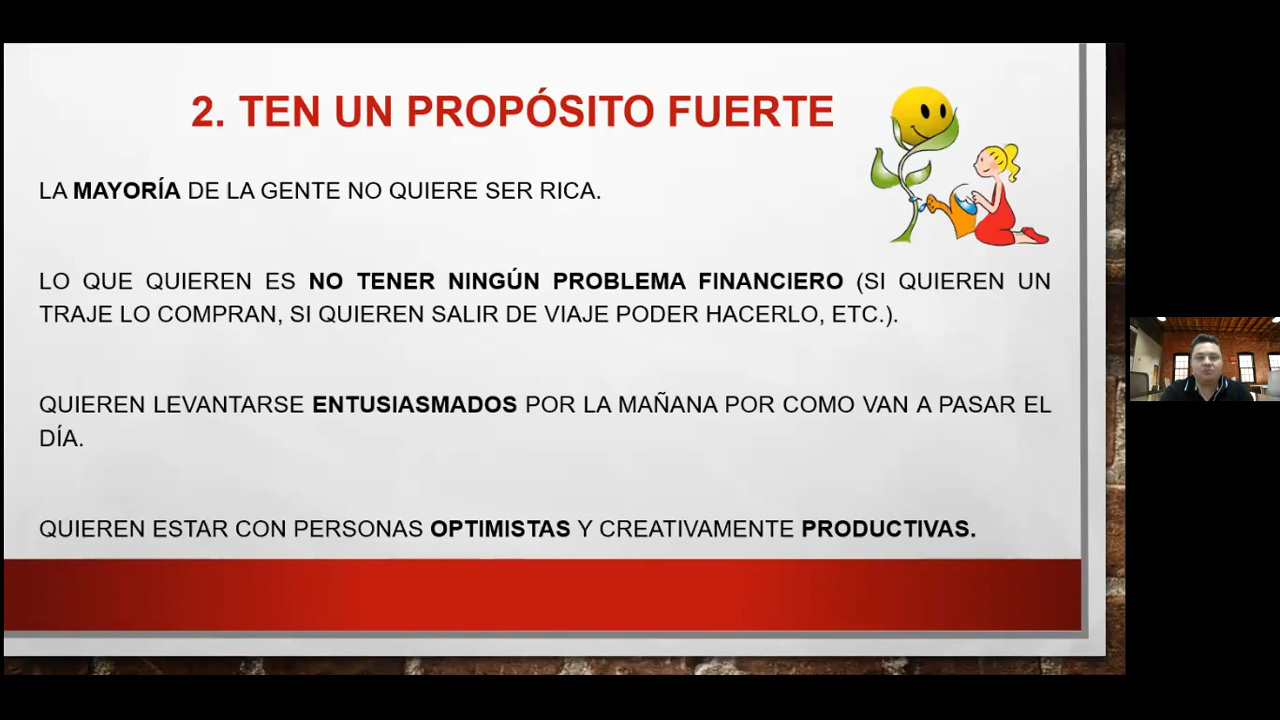 2. TEN UN PROPÓSITO FUERTE
LA MAYORÍA DE LA GENTE NO QUIERE SER RICA.
LO QUE QUIEREN ES NO TENER NINGÚN PROBLEMA FINANCIERO (SI QUIEREN UN
TRAJE LO COMPRAN, SI QUIEREN SALIR DE VIAJE PODER HACERLO, ETC.).
QUIEREN LEVANTARSE ENTUSIASMADOS POR LA MAÑANA POR COMO VAN A PASAR EL
DÍA.
QUIEREN ESTAR CON PERSONAS OPTIMISTAS Y CREATIVAMENTE PRODUCTIVAS.